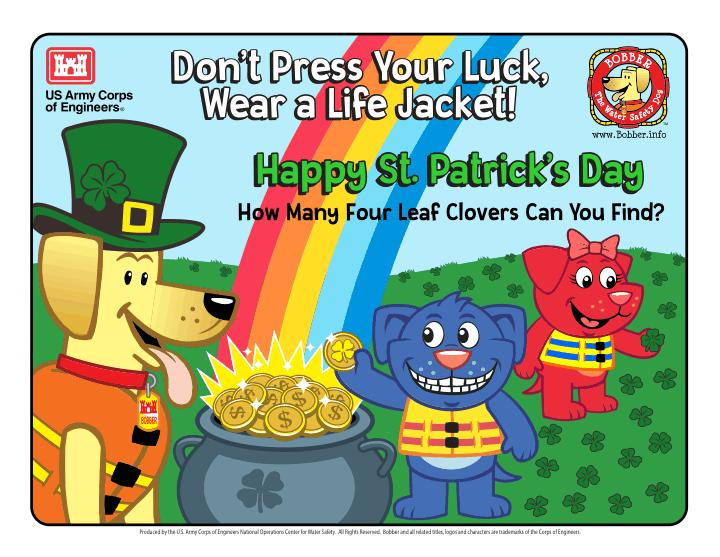 Don't Press Your Luck,
Wear a Life Jacket!
US Army Corps
of Engineers®
BOBBER
The Water Safety Dog
www.Bobber.info
Happy St. Patrick's Day
How Many Four Leaf Clovers Can You Find?
BOBBER
$
$
$
Produced by the U.S. Army Corps of Engineers National Operations Center for Water Safety. All Rights Reserved. Bobber and all related titles, logos and characters are trademarks of the Corps of Engineers.